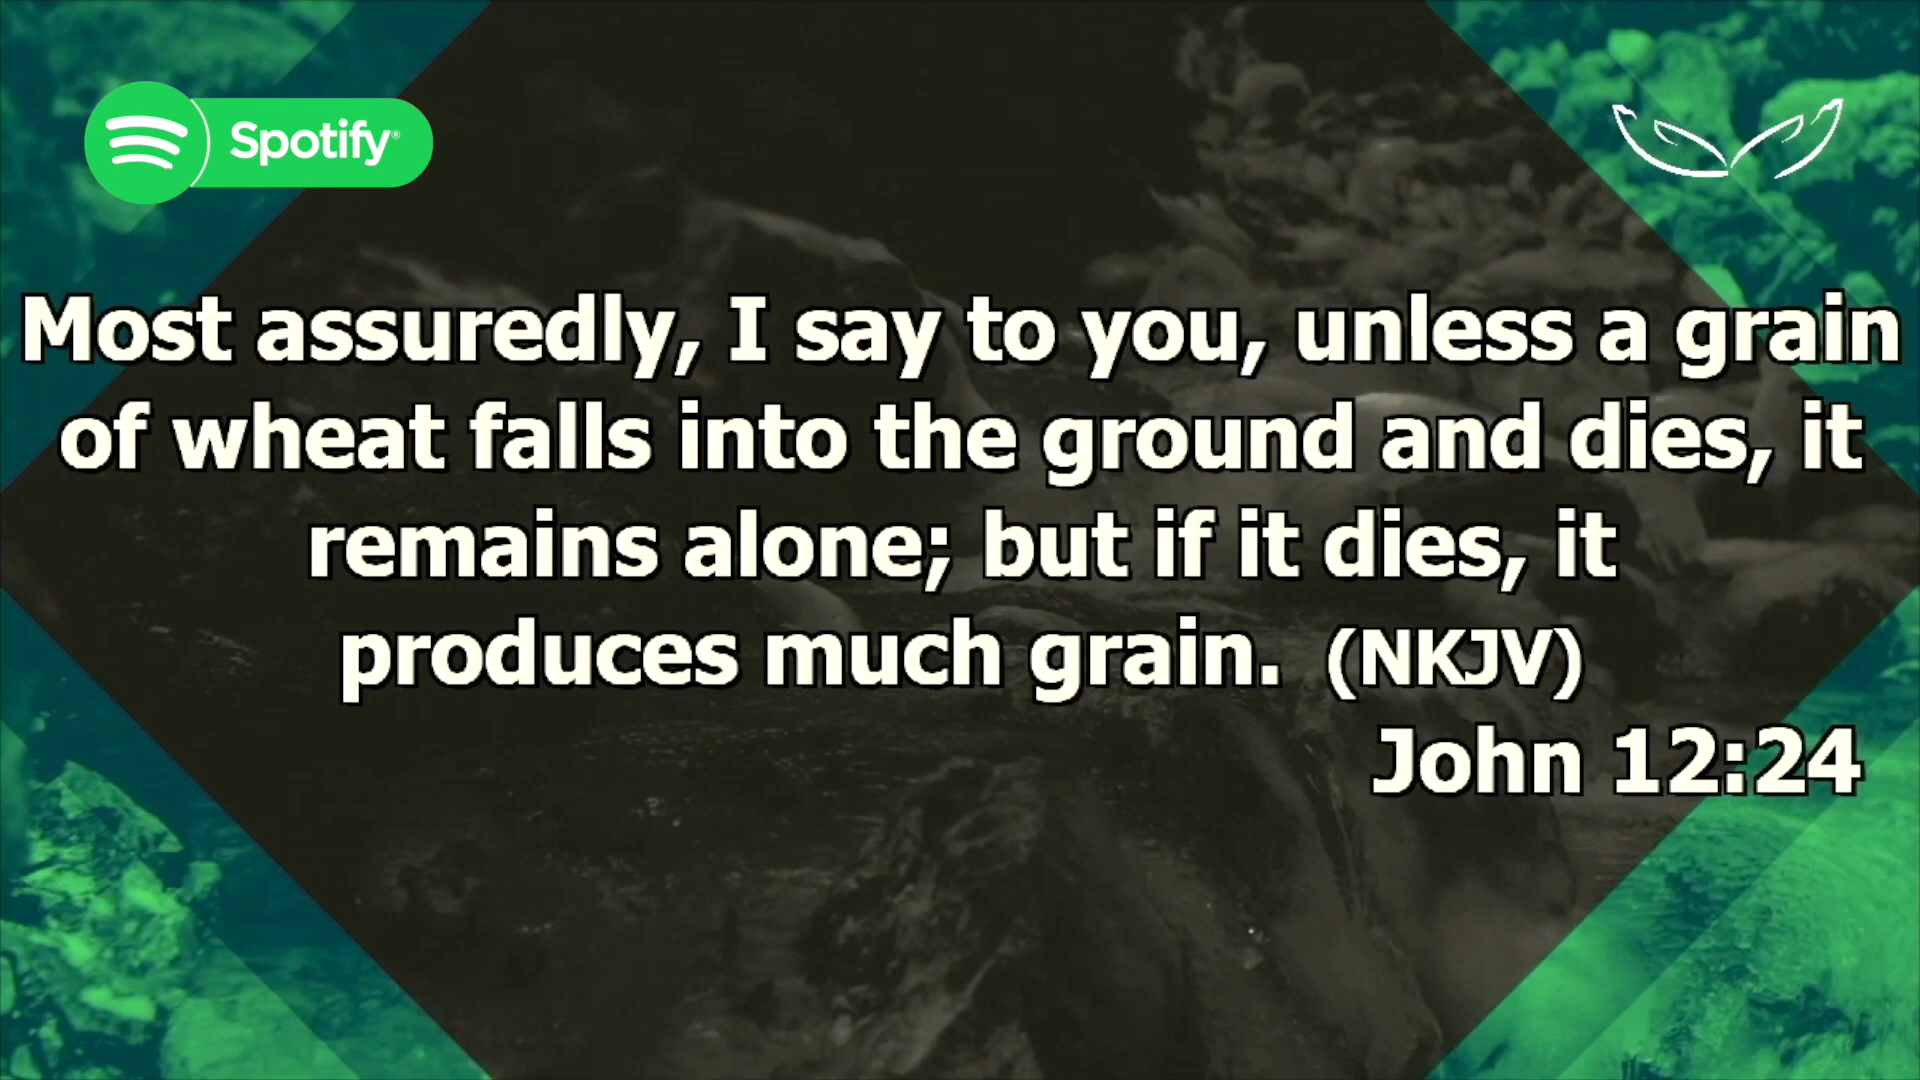 Spotify®
Most assuredly, I say to you, unless a grain
of wheat falls into the ground and dies, it
remains alone; but if it dies, it
produces much grain. (NKJV)
John 12:24